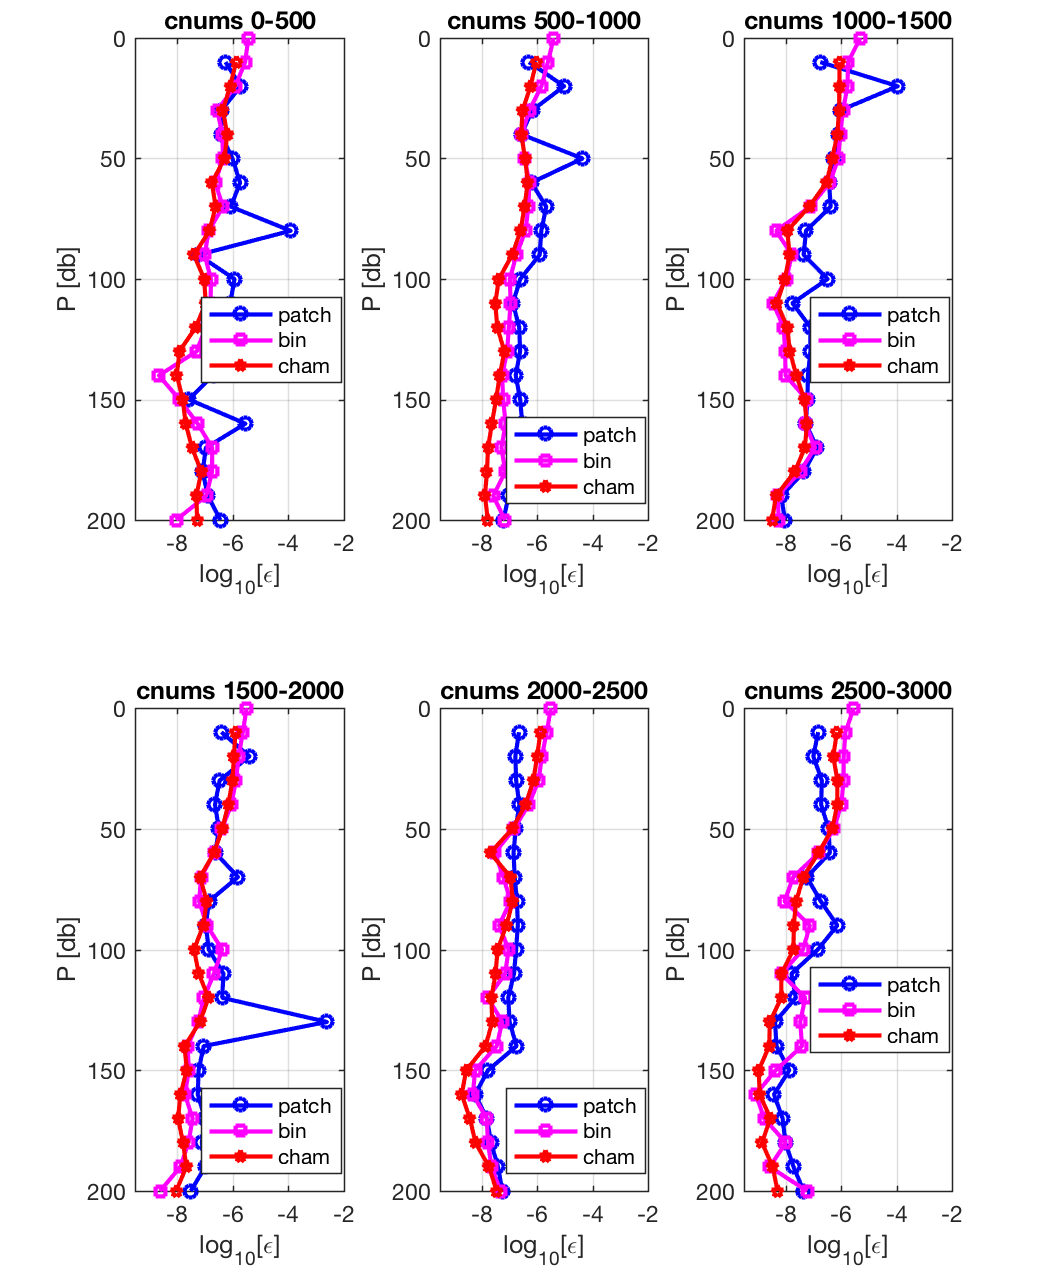 cnums 0-500
0
50
100
150
200
P [db]
patch
bin
cham
-8 -6 -4 -2
log10[ϵ]
cnums 500-1000
0
50
100
150
200
P [db]
patch
bin
cham
-8 -6 -4 -2
log10[ϵ]
cnums 1000-1500
0
50
100
150
200
P [db]
patch
bin
cham
-8 -6 -4 -2
log10[ϵ]
cnums 1500-2000
0
50
100
150
200
P [db]
patch
bin
cham
-8 -6 -4 -2
log10[ϵ]
cnums 2000-2500
0
50
100
150
200
P [db]
patch
bin
cham
-8 -6 -4 -2
log10[ϵ]
cnums 2500-3000
0
50
100
150
200
P [db]
patch
bin
cham
-8 -6 -4 -2
log10[ϵ]